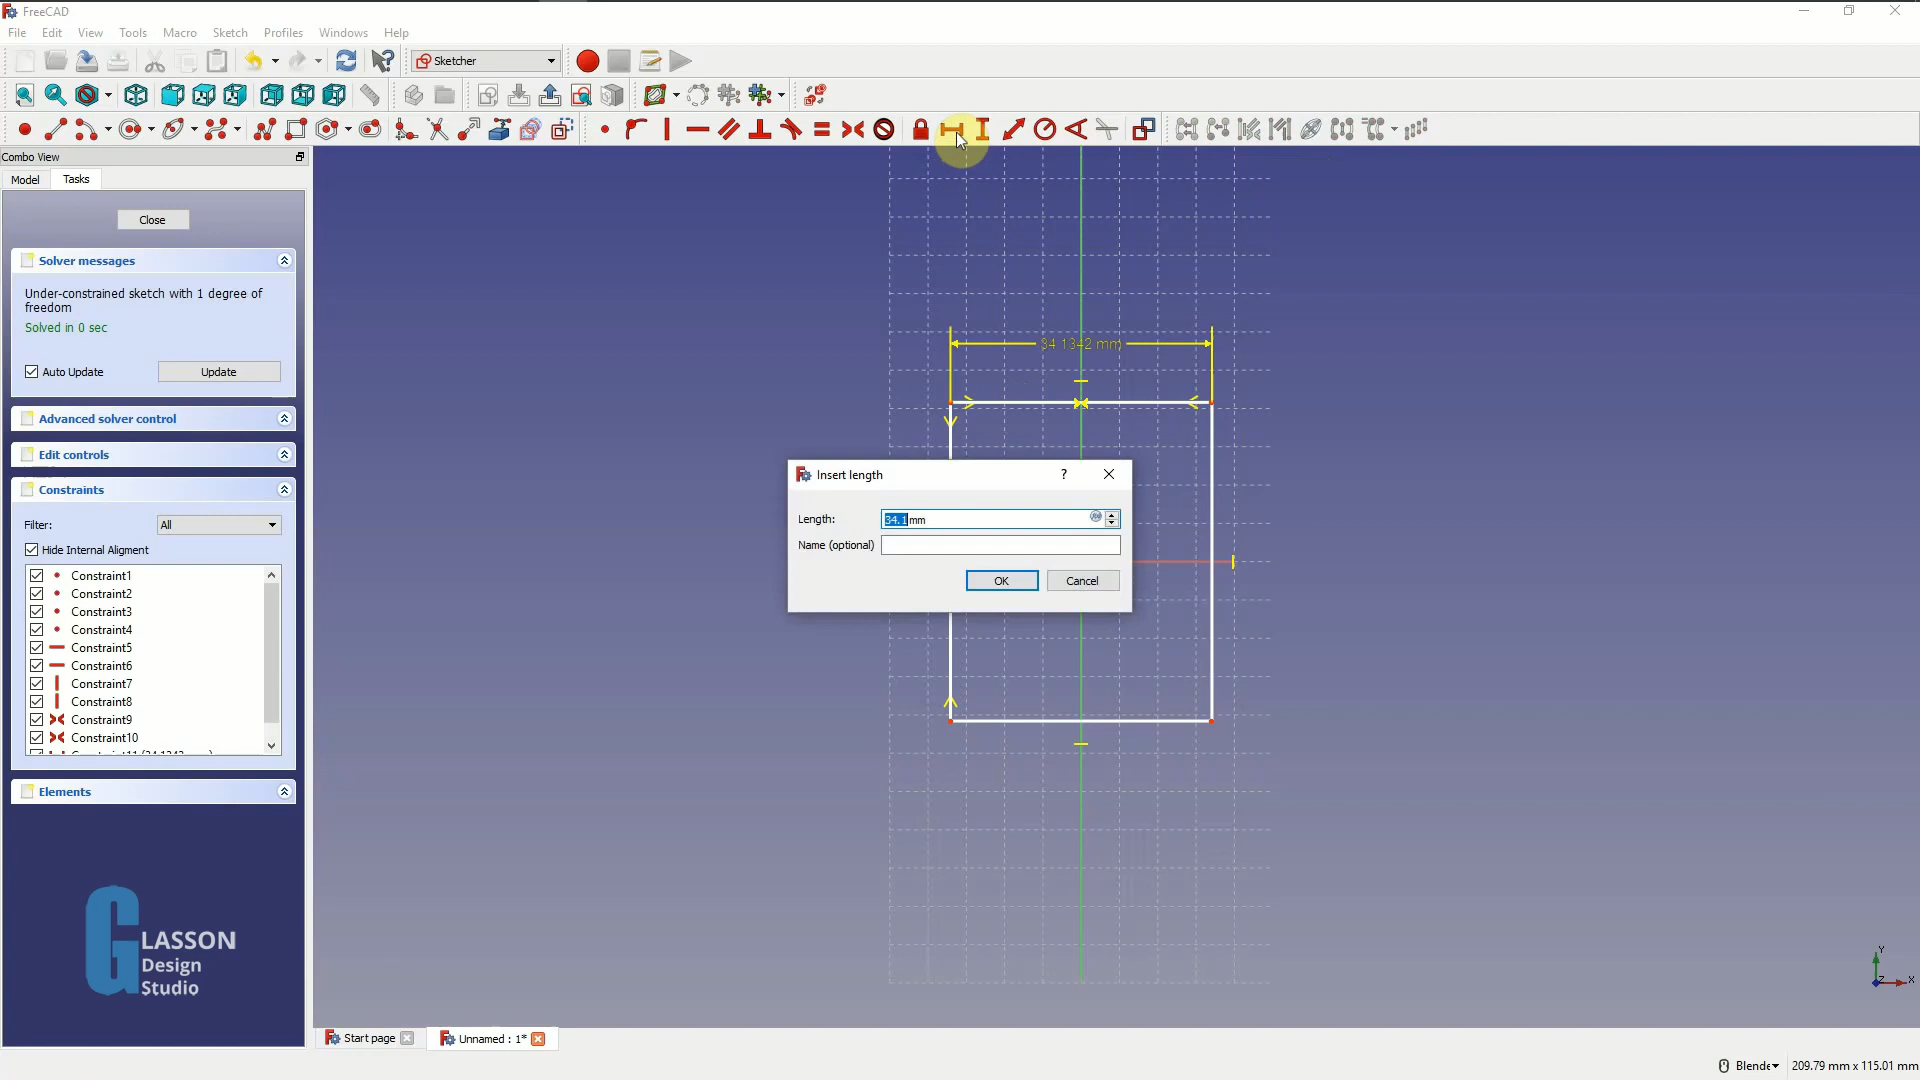 FreeCAD
File Edit View Tools Macro Sketch Profiles Windows Help
Sketcher
Combo View
Model Tasks
Close
Solver messages
Under-constrained sketch with 1 degree of
freedom
Solved in 0 sec
Auto Update Update
Advanced solver control
Edit controls
Constraints
Filter: All
Hide Internal Aligment
Constraint1
Constraint2
Constraint3
Constraint4
Constraint5
Constraint6
Constraint7
Constraint8
Constraint9
Constraint10
Elements
GLASSON
Design
Studio
34.1342 mm
Insert length ?
Length: 34.1 mm
Name (optional)
OK Cancel
Y
Z X
Start page Unnamed : 1*
Blende 209.79 mm x 115.01 mm